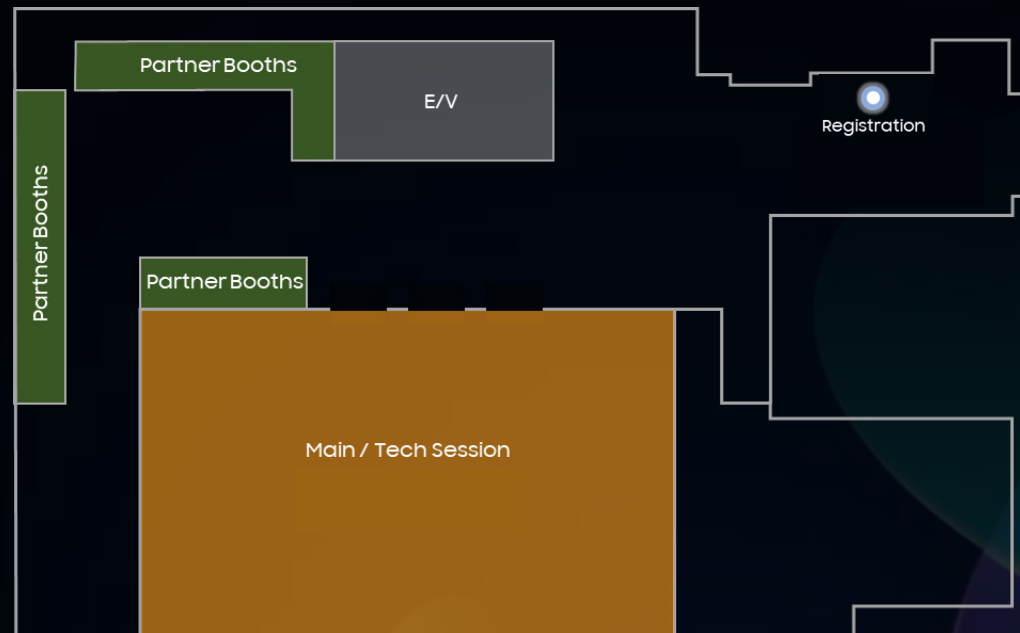 Partner Booths
E/V
Registration
Partner Booths
Partner Booths
Main / Tech Session